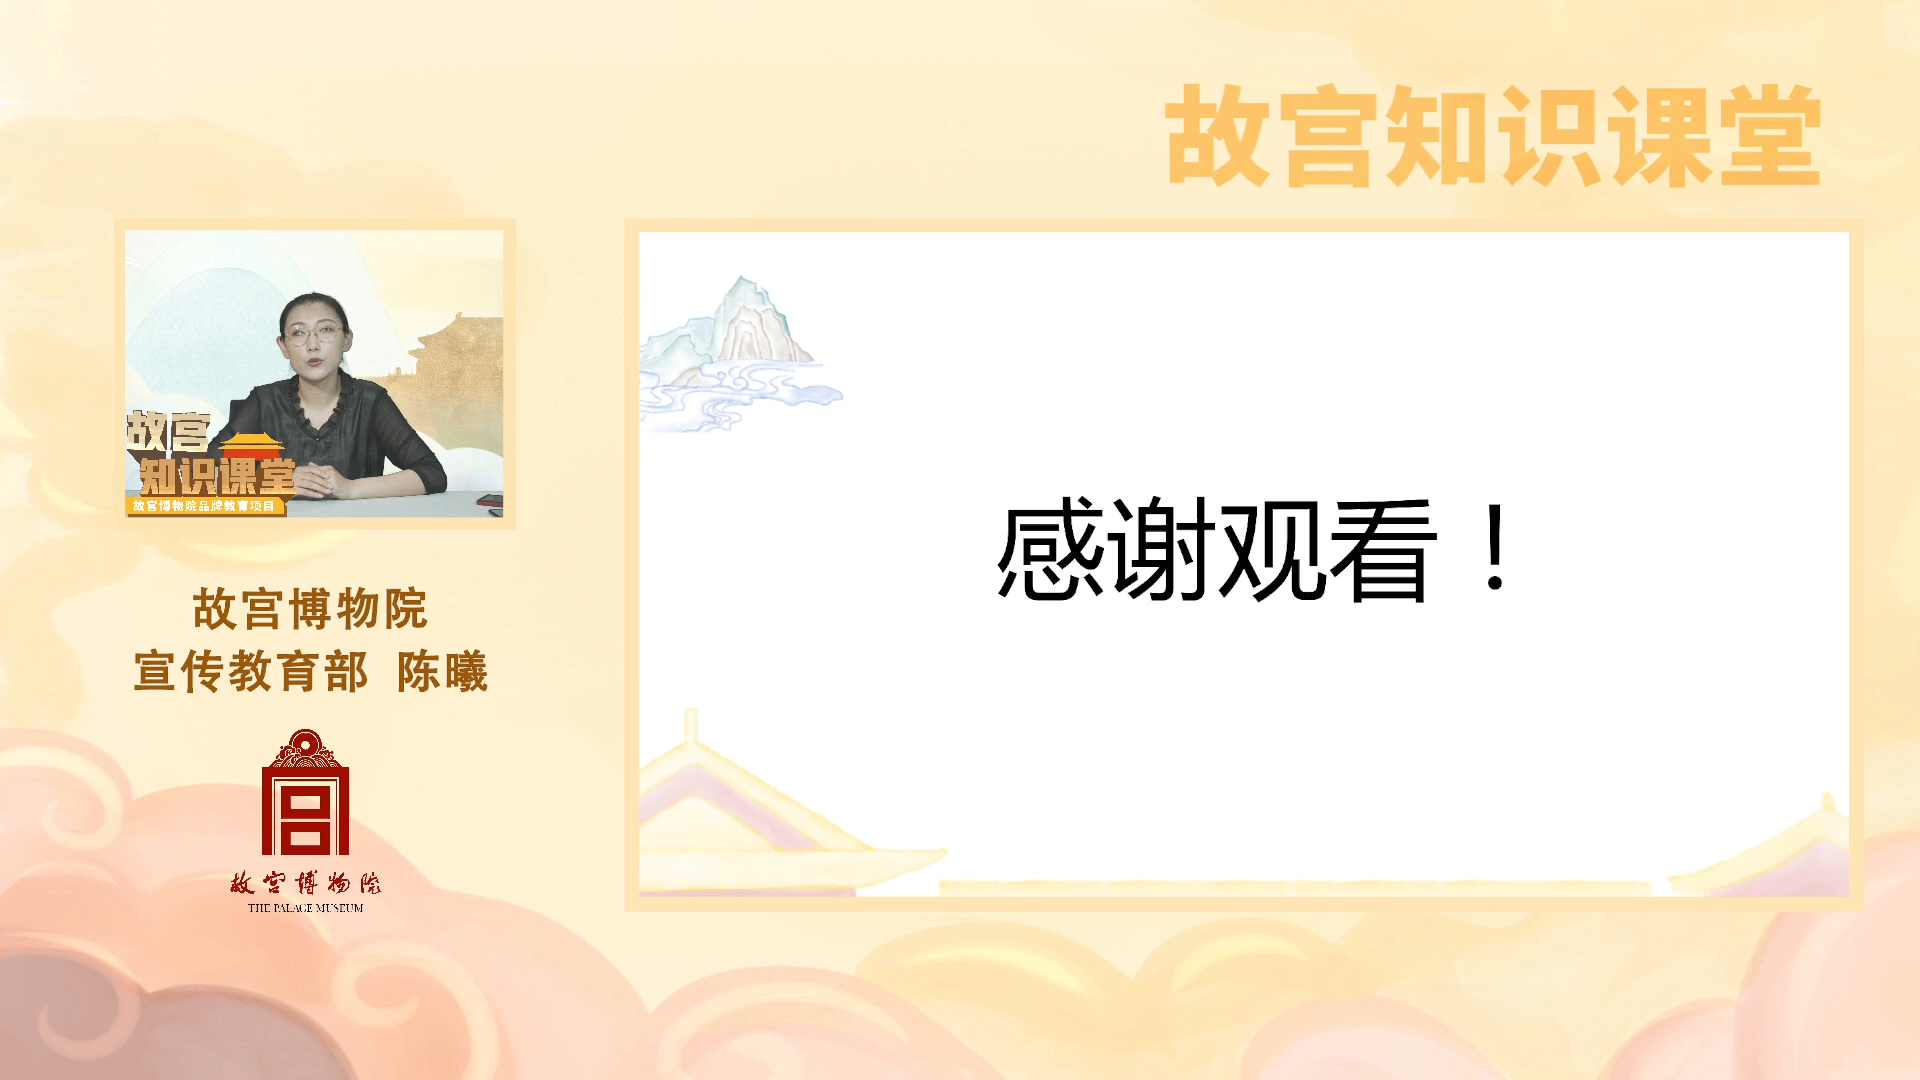 故宫知识课堂
故宫
知识课堂
故宫博物院品牌教育项目
感谢观看！
故宫博物院
宣传教育部 陈曦
故宫博物院
THE PALACE MUSEUM